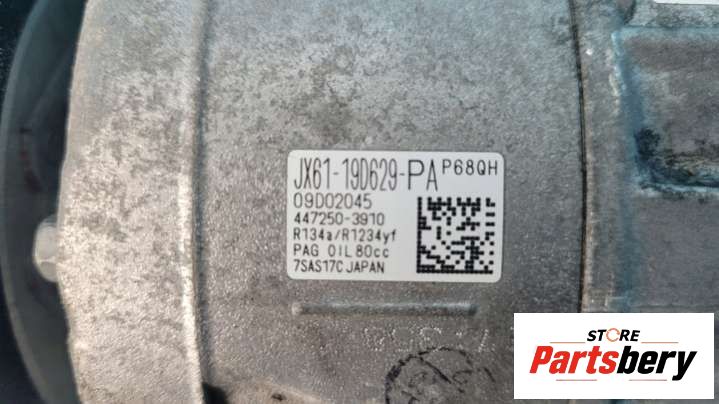 JX61-19D629-PA P68QH
09D02045
447250-3910
R134a/R1234yf
PAG OIL 80cc
7SAS17C JAPAN
STORE
Partsbery